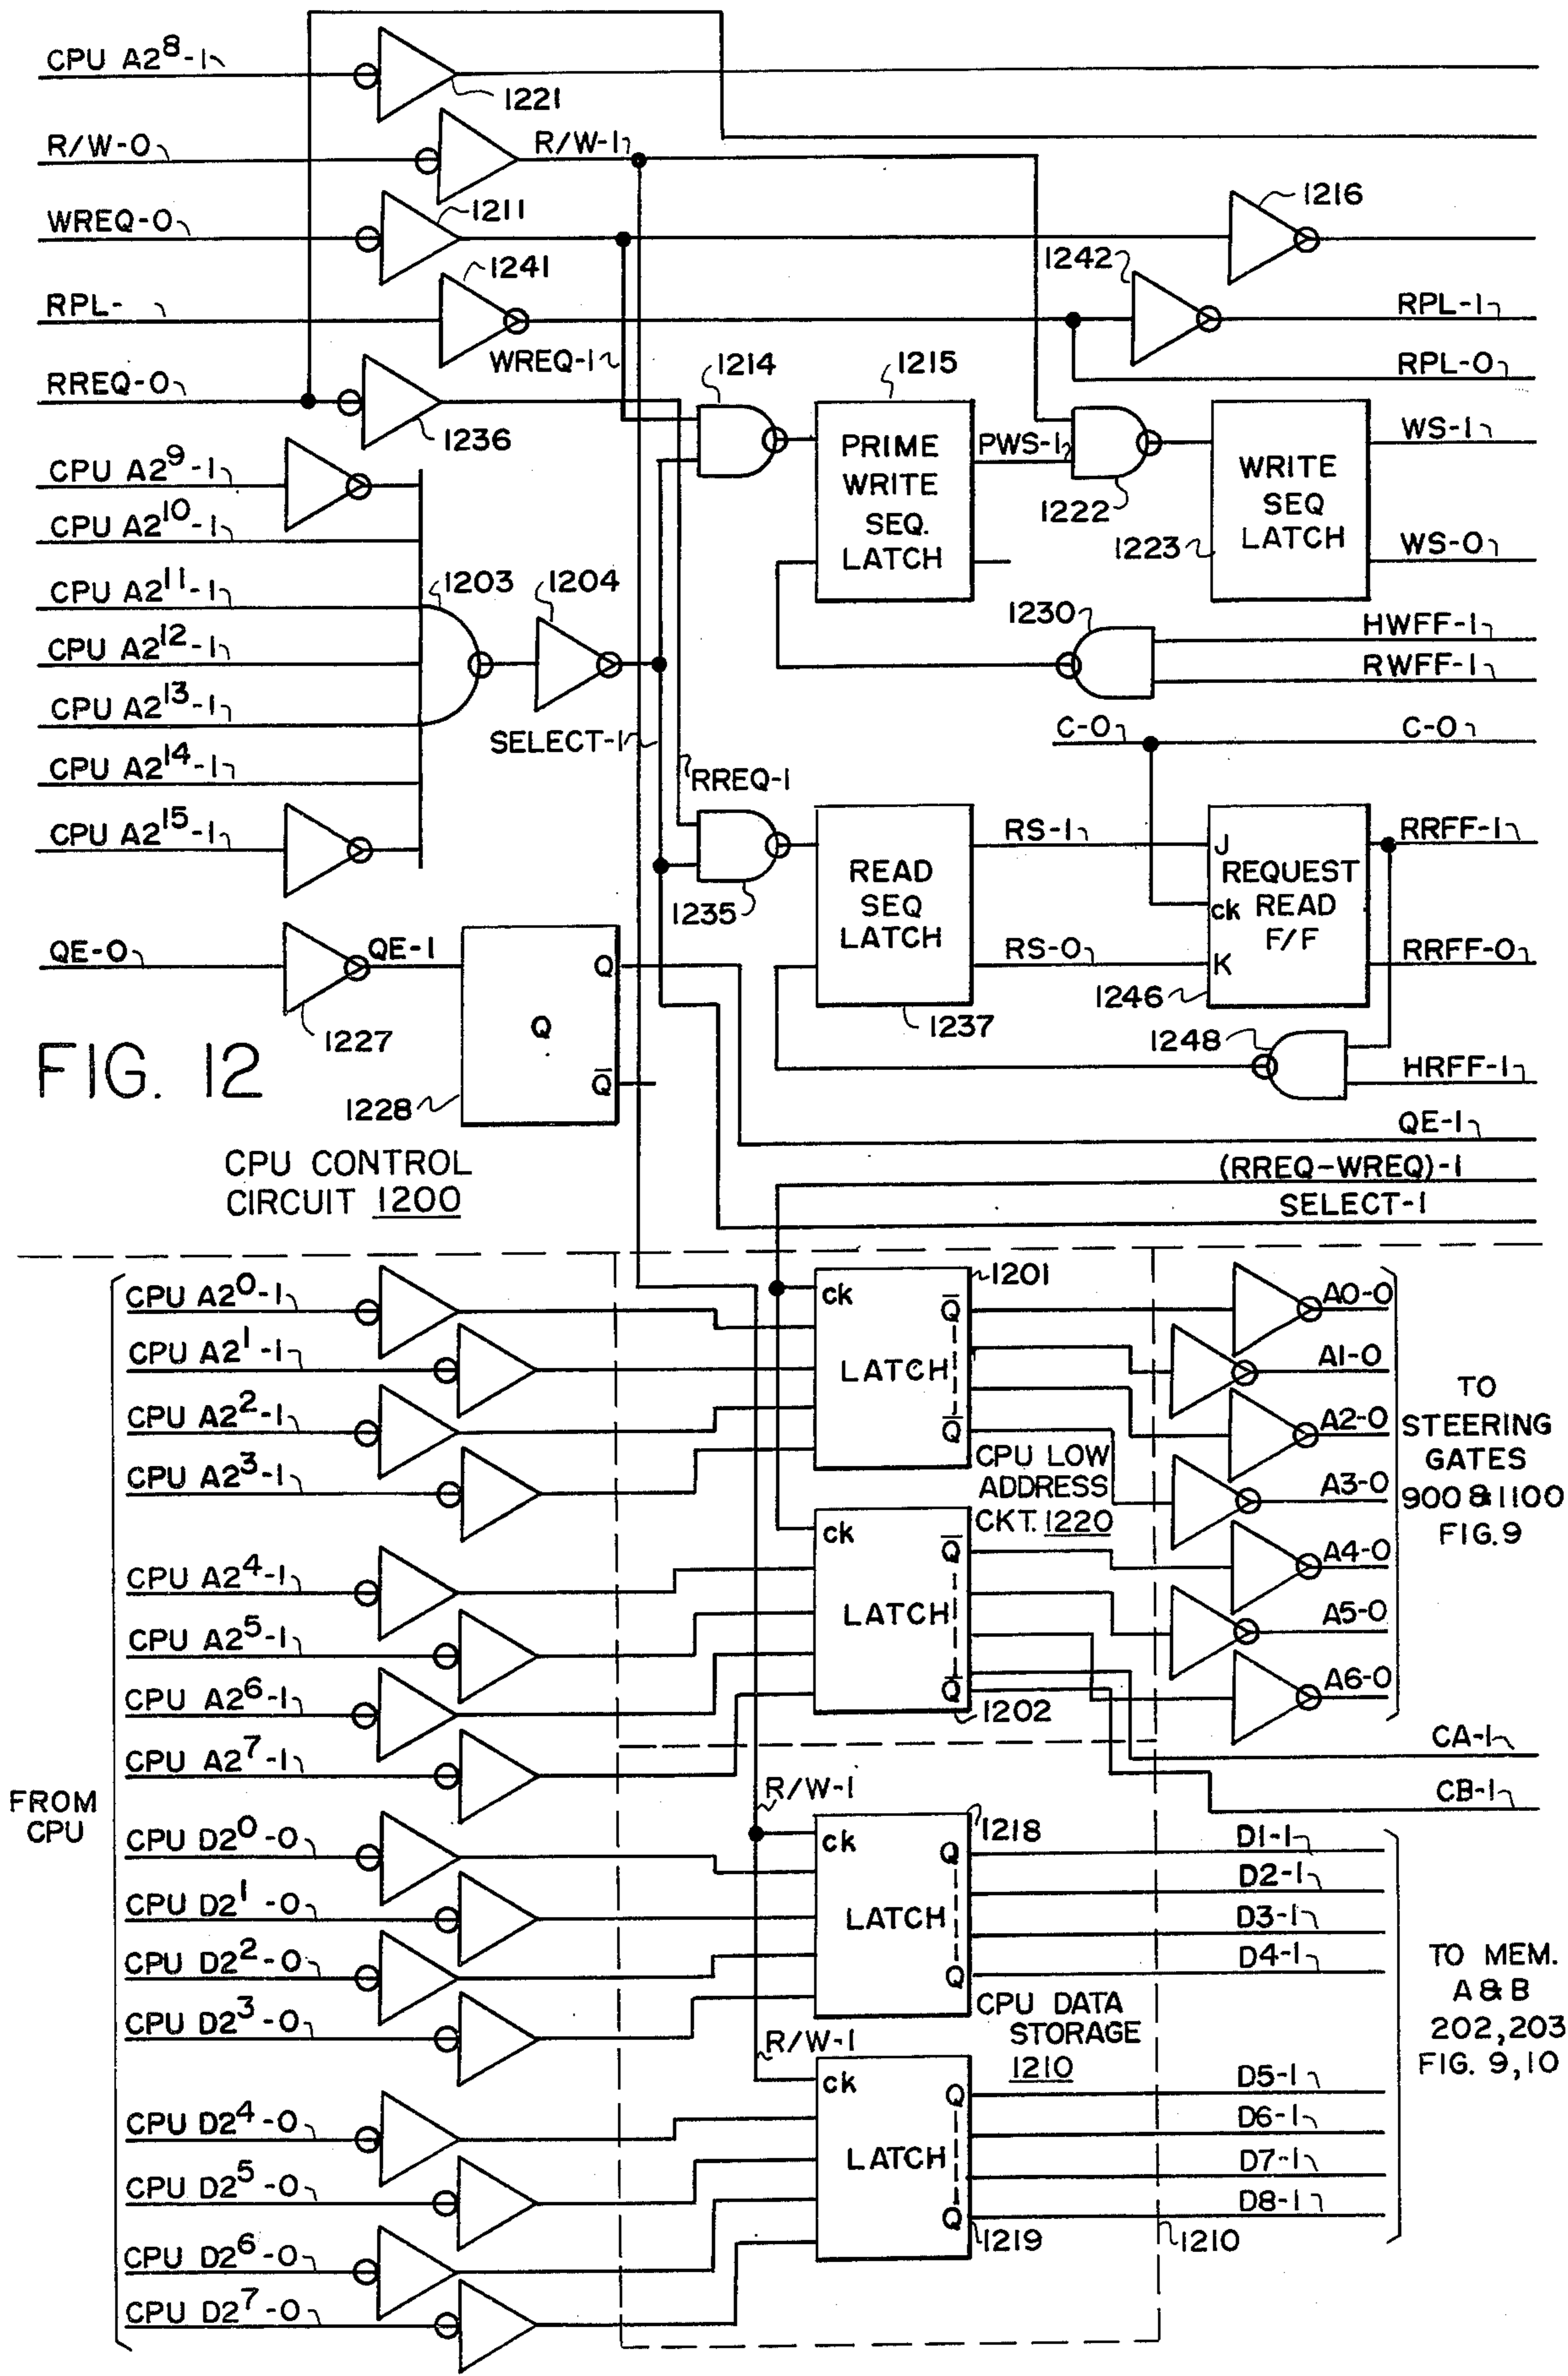 CPU A2⁸-1
1221
R/W-0
R/W-1
WREQ-0
1211
1216
RPL-
1241
1242
RPL-1
WREQ-1
RPL-0
RREQ-0
1236
1214
1215
PRIME
WRITE
SEQ.
LATCH
PWS-1
1222
WRITE
SEQ
LATCH
1223
WS-1
WS-0
CPU A2⁹-1
CPU A2¹⁰-1
CPU A2¹¹-1
CPU A2¹²-1
CPU A2¹³-1
CPU A2¹⁴-1
CPU A2¹⁵-1
1203
1204
1230
HWFF-1
RWFF-1
C-0
C-0
SELECT-1
RREQ-1
1235
READ
SEQ
LATCH
1237
RS-1
RS-0
J
REQUEST
ck READ
F/F
K
1246
RRFF-1
RRFF-0
1248
HRFF-1
QE-0
QE-1
1227
Q
Q
Q̅
1228
FIG. 12
CPU CONTROL
CIRCUIT 1200
QE-1
(RREQ-WREQ)-1
SELECT-1
FROM
CPU
CPU A2⁰-1
CPU A2¹-1
CPU A2²-1
CPU A2³-1
CPU A2⁴-1
CPU A2⁵-1
CPU A2⁶-1
CPU A2⁷-1
CPU D2⁰-0
CPU D2¹-0
CPU D2²-0
CPU D2³-0
CPU D2⁴-0
CPU D2⁵-0
CPU D2⁶-0
CPU D2⁷-0
1201
ck
Q̅
LATCH
Q̅
CPU LOW
ADDRESS
CKT. 1220
ck
Q̅
LATCH
Q̅
1202
A0-0
A1-0
A2-0
A3-0
A4-0
A5-0
A6-0
TO
STEERING
GATES
900 & 1100
FIG. 9
CA-1
CB-1
R/W-1
1218
ck
Q
LATCH
Q
CPU DATA
STORAGE
1210
R/W-1
ck
Q
LATCH
Q
1219
1210
D1-1
D2-1
D3-1
D4-1
D5-1
D6-1
D7-1
D8-1
TO MEM.
A & B
202, 203
FIG. 9, 10